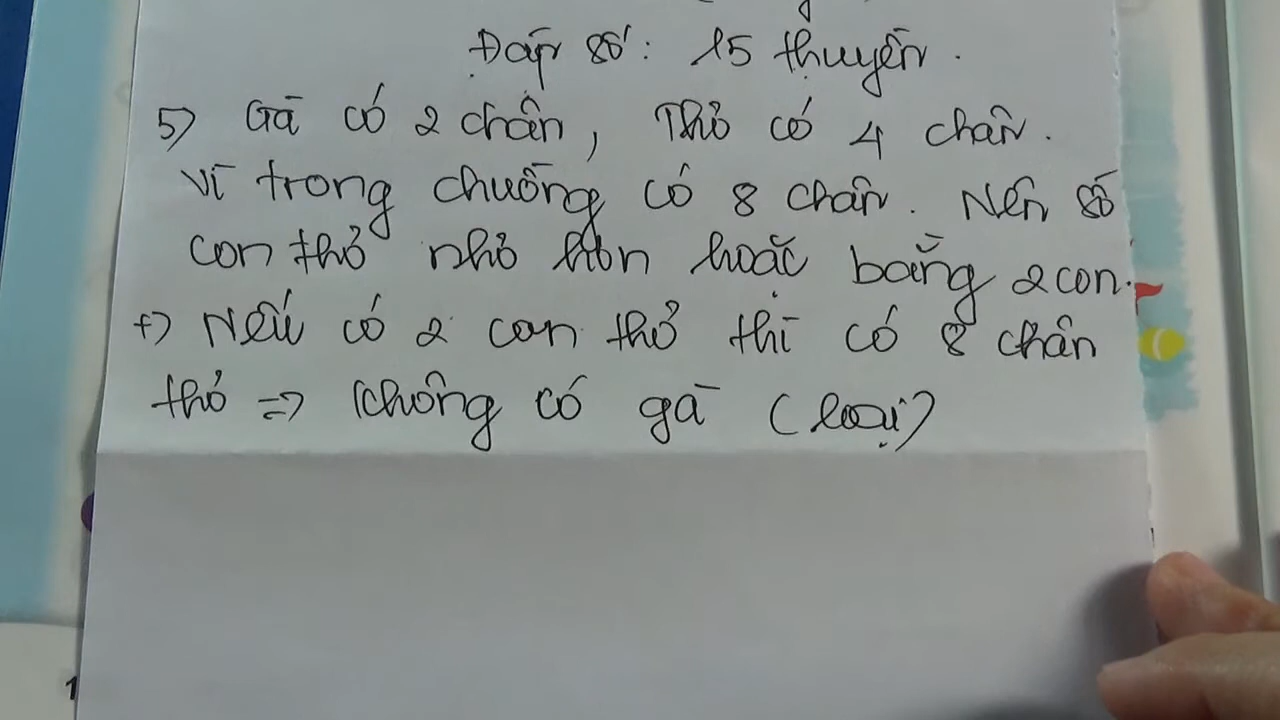 Đáp số: 15 thuyền.
5) Gà có 2 chân, Thỏ có 4 chân.
Vì trong chuồng có 8 chân. Nên số
con thỏ nhỏ hơn hoặc bằng 2 con.
+) Nếu có 2 con thỏ thì có 8 chân
thỏ => Không có gà (loại)
1